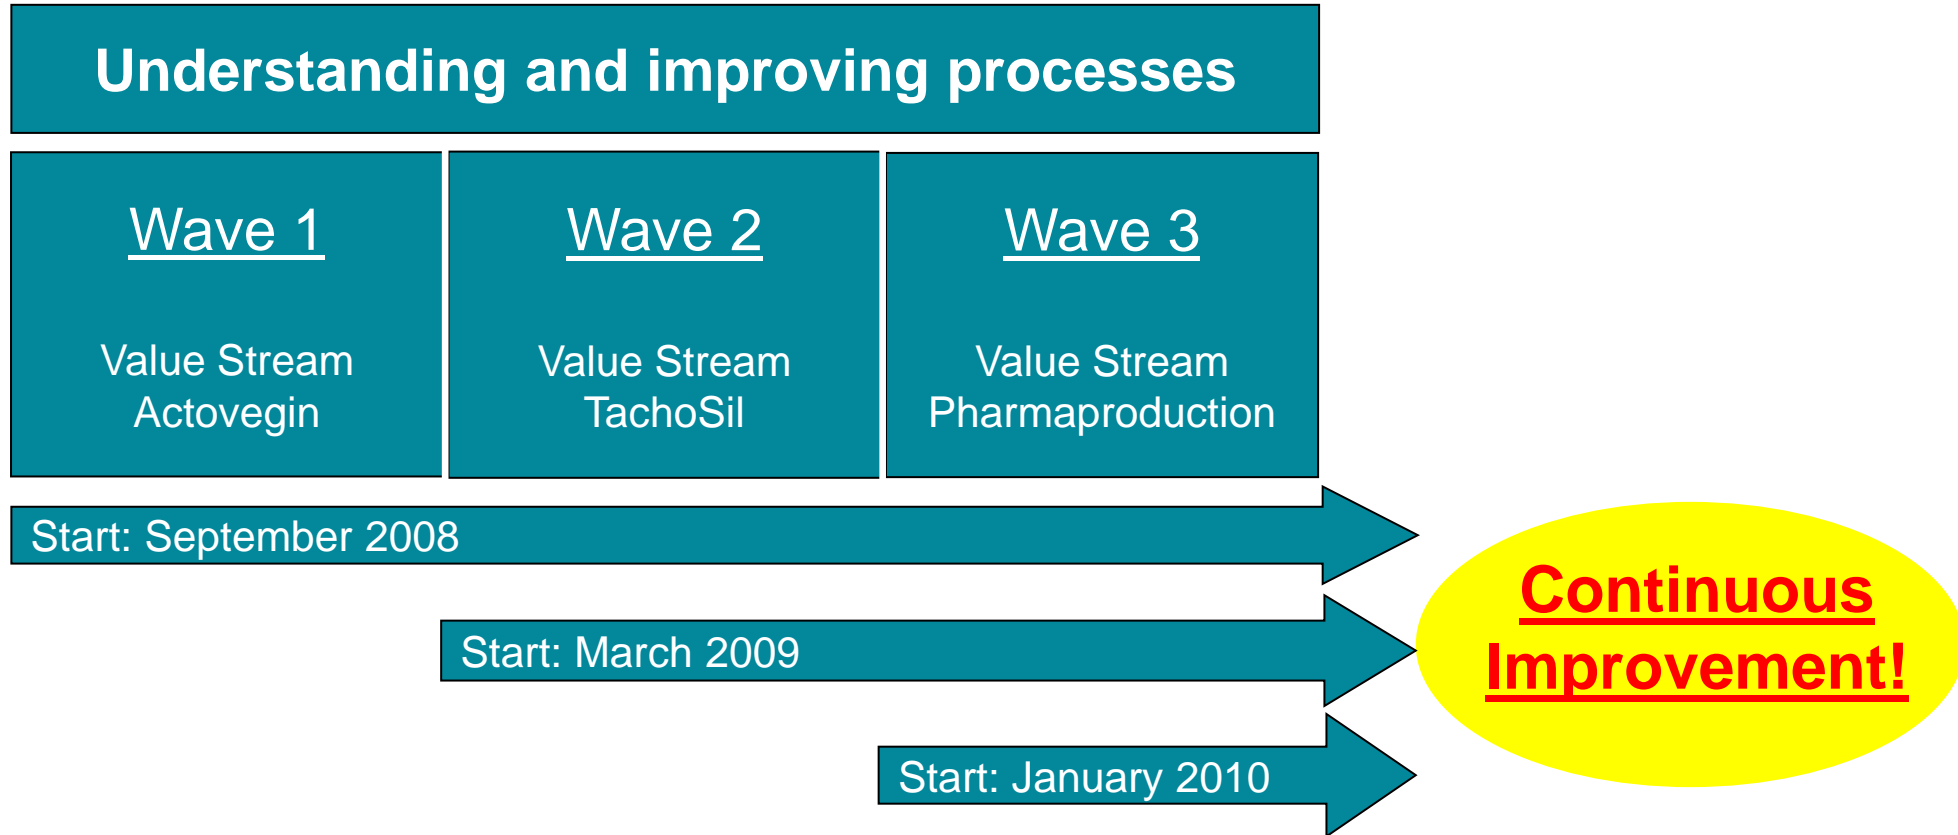 Understanding and improving processes
Wave 1
Value Stream
Actovegin
Wave 2
Value Stream
TachoSil
Wave 3
Value Stream
Pharmaproduction
Start: September 2008
Start: March 2009
Start: January 2010
Continuous
Improvement!